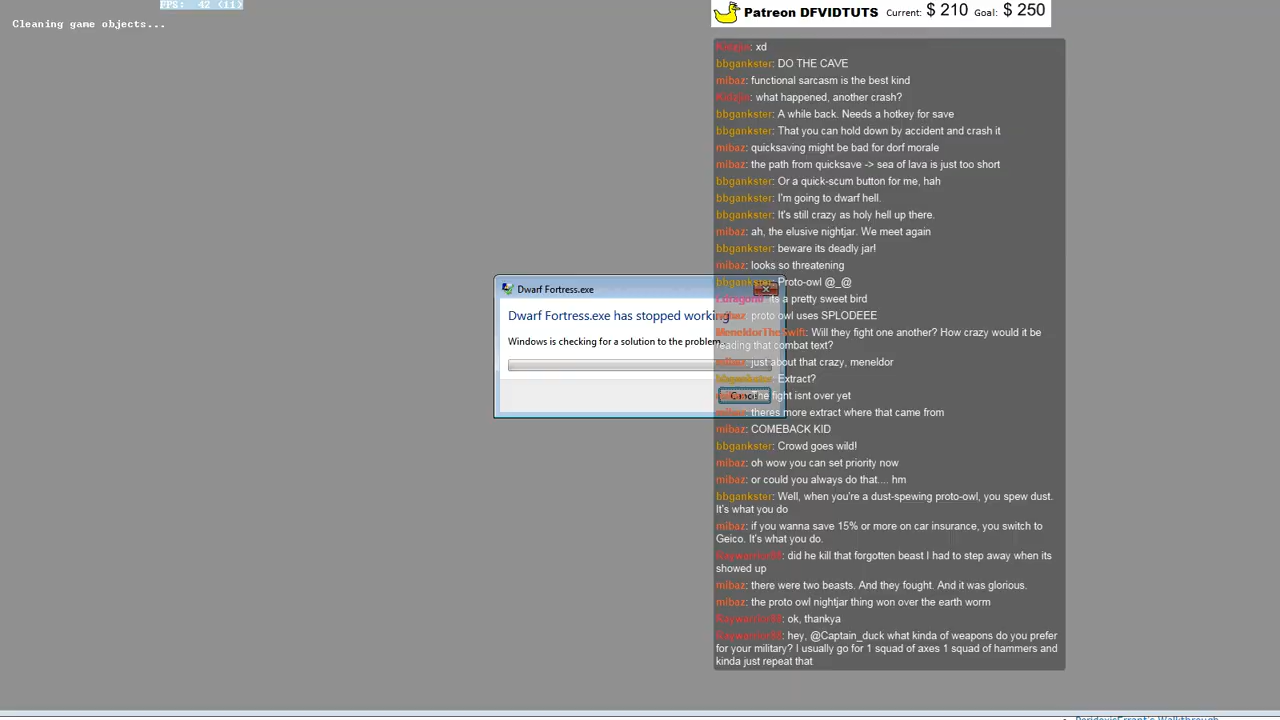 FPS: 42 (11)
Cleaning game objects...
Patreon DFVIDTUTS Current: $ 210 Goal: $ 250
xd
bbgankster: DO THE CAVE
mibaz: functional sarcasm is the best kind
what happened, another crash?
bbgankster: A while back. Needs a hotkey for save
bbgankster: That you can hold down by accident and crash it
mibaz: quicksaving might be bad for dorf morale
mibaz: the path from quicksave -> sea of lava is just too short
bbgankster: Or a quick-scum button for me, hah
bbgankster: I'm going to dwarf hell.
bbgankster: It's still crazy as holy hell up there.
mibaz: ah, the elusive nightjar. We meet again
bbgankster: beware its deadly jar!
mibaz: looks so threatening
bbgankster: Proto-owl @_@
its a pretty sweet bird
mibaz: proto owl uses SPLODEEE
MeneldorTheSwift: Will they fight one another? How crazy would it be
reading that combat text?
mibaz: just about that crazy, meneldor
bbgankster: Extract?
mibaz: The fight isnt over yet
mibaz: theres more extract where that came from
mibaz: COMEBACK KID
bbgankster: Crowd goes wild!
mibaz: oh wow you can set priority now
mibaz: or could you always do that.... hm
bbgankster: Well, when you're a dust-spewing proto-owl, you spew dust.
It's what you do
mibaz: if you wanna save 15% or more on car insurance, you switch to
Geico. It's what you do.
did he kill that forgotten beast I had to step away when its
showed up
mibaz: there were two beasts. And they fought. And it was glorious.
mibaz: the proto owl nightjar thing won over the earth worm
ok, thankya
hey, @Captain_duck what kinda of weapons do you prefer
for your military? I usually go for 1 squad of axes 1 squad of hammers and
kinda just repeat that
Dwarf Fortress.exe
Dwarf Fortress.exe has stopped working
Windows is checking for a solution to the problem...
Cancel